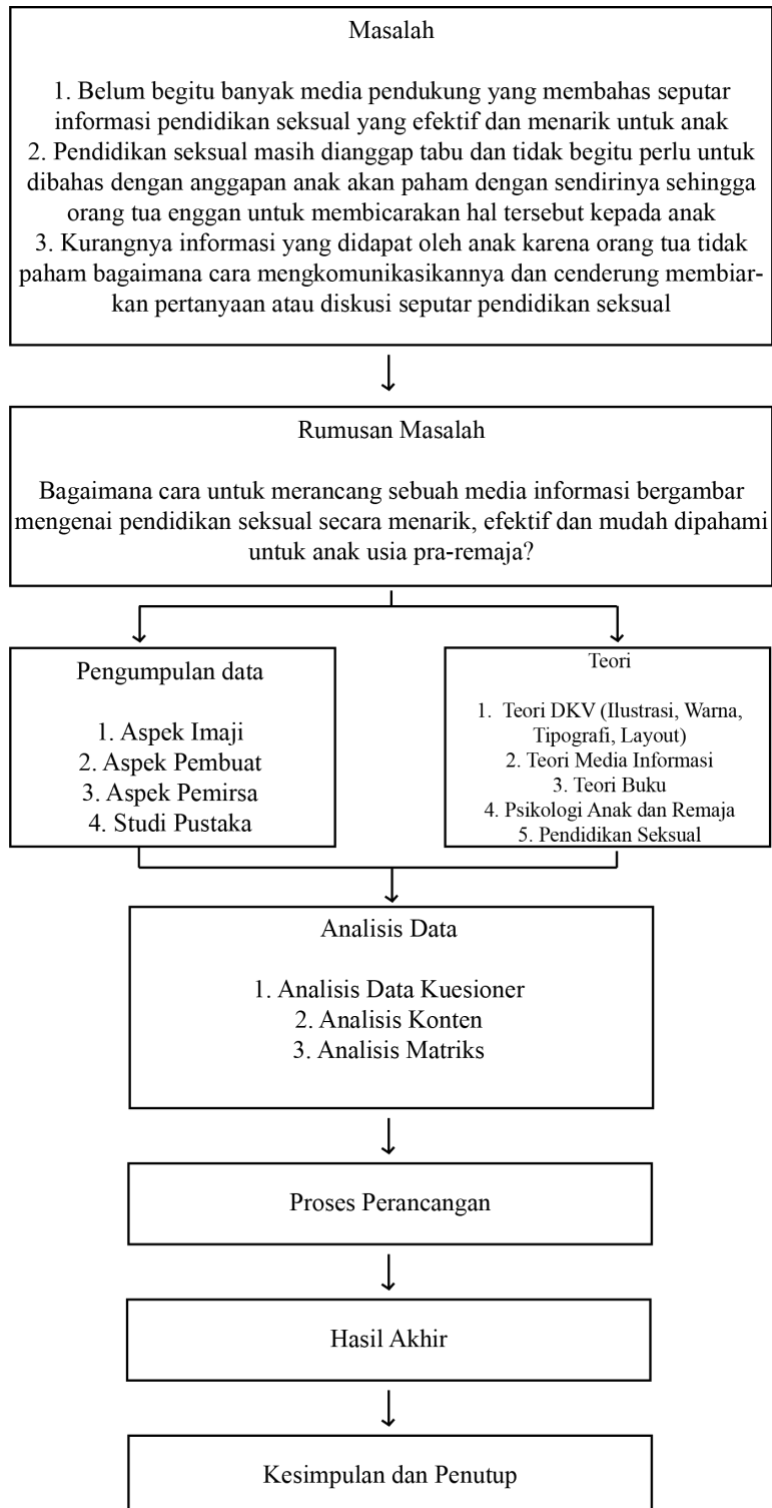 Masalah
1. Belum begitu banyak media pendukung yang membahas seputar
informasi pendidikan seksual yang efektif dan menarik untuk anak
2. Pendidikan seksual masih dianggap tabu dan tidak begitu perlu untuk
dibahas dengan anggapan anak akan paham dengan sendirinya sehingga
orang tua enggan untuk membicarakan hal tersebut kepada anak
3. Kurangnya informasi yang didapat oleh anak karena orang tua tidak
paham bagaimana cara mengkomunikasikannya dan cenderung membiar-
kan pertanyaan atau diskusi seputar pendidikan seksual
Rumusan Masalah
Bagaimana cara untuk merancang sebuah media informasi bergambar
mengenai pendidikan seksual secara menarik, efektif dan mudah dipahami
untuk anak usia pra-remaja?
Pengumpulan data
1. Aspek Imaji
2. Aspek Pembuat
3. Aspek Pemirsa
4. Studi Pustaka
Teori
1. Teori DKV (Ilustrasi, Warna,
Tipografi, Layout)
2. Teori Media Informasi
3. Teori Buku
4. Psikologi Anak dan Remaja
5. Pendidikan Seksual
Analisis Data
1. Analisis Data Kuesioner
2. Analisis Konten
3. Analisis Matriks
Proses Perancangan
Hasil Akhir
Kesimpulan dan Penutup